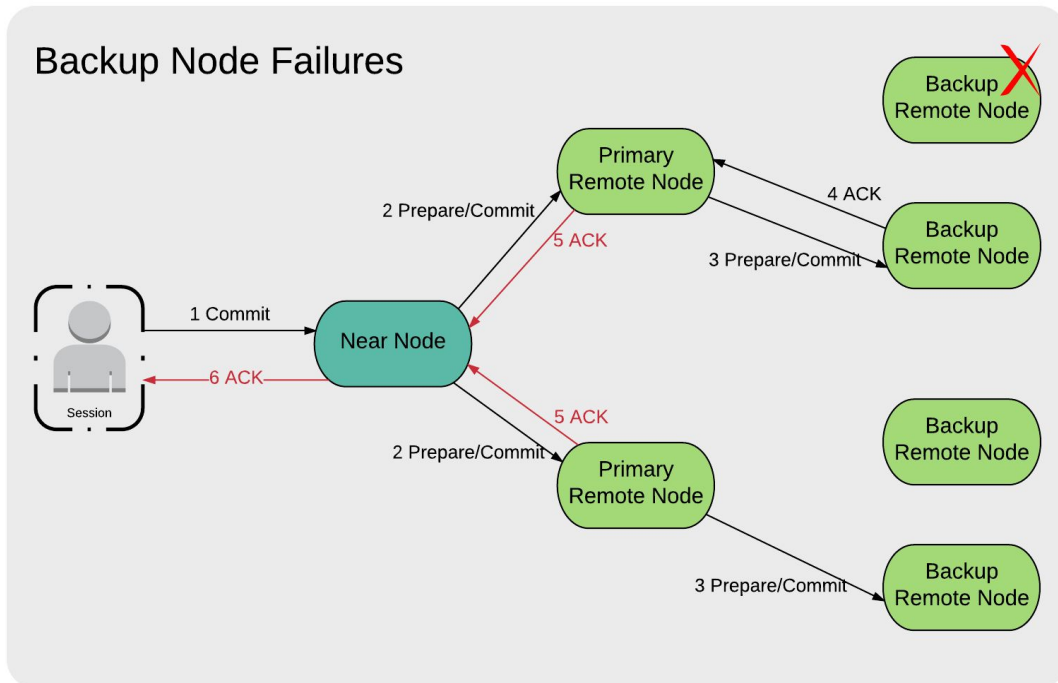 Backup Node Failures
Backup
Remote Node
Primary
Remote Node
4 ACK
2 Prepare/Commit
5 ACK
3 Prepare/Commit
Backup
Remote Node
1 Commit
Near Node
6 ACK
Session
5 ACK
2 Prepare/Commit
Primary
Remote Node
Backup
Remote Node
3 Prepare/Commit
Backup
Remote Node